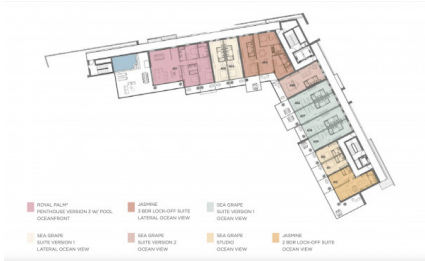 ROYAL PALM*
PENTHOUSE VERSION 2 W/ POOL
OCEANFRONT
JASMINE
3 BDR LOCK-OFF SUITE
LATERAL OCEAN VIEW
SEA GRAPE
SUITE VERSION 1
OCEAN VIEW
SEA GRAPE
SUITE VERSION 1
LATERAL OCEAN VIEW
SEA GRAPE
SUITE VERSION 2
OCEAN VIEW
SEA GRAPE
STUDIO
OCEAN VIEW
JASMINE
2 BDR LOCK-OFF SUITE
OCEAN VIEW